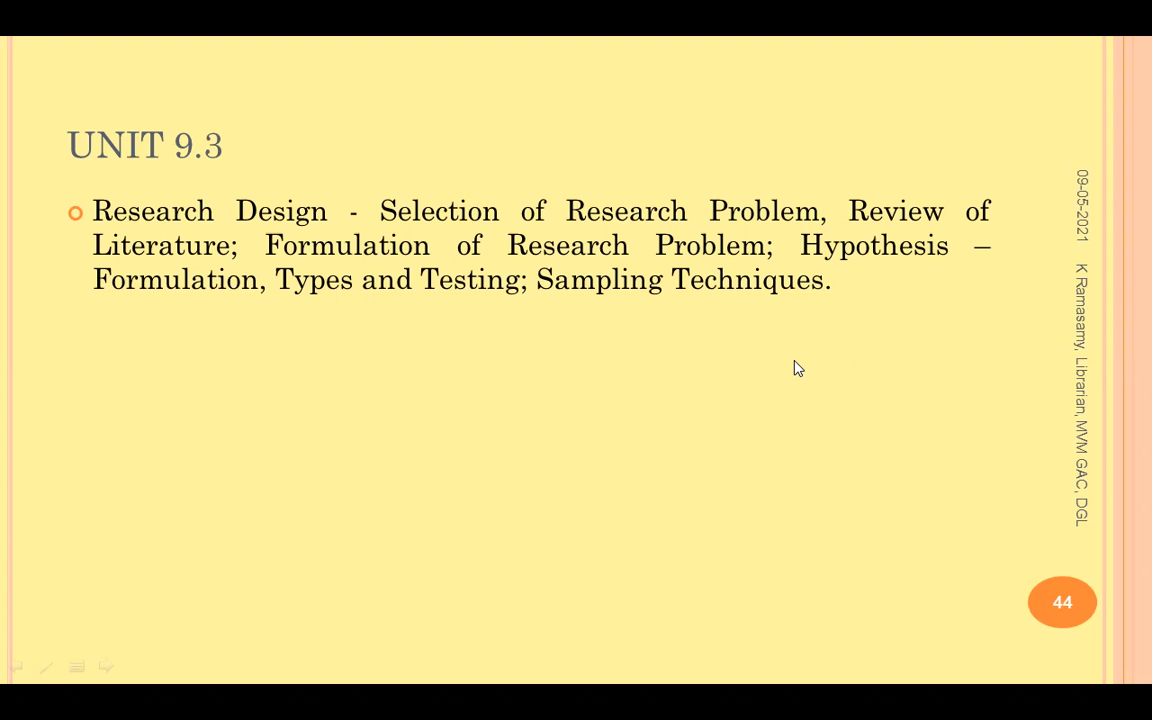 UNIT 9.3
Research Design - Selection of Research Problem, Review of
Literature; Formulation of Research Problem; Hypothesis –
Formulation, Types and Testing; Sampling Techniques.
09-05-2021 K Ramasamy, Librarian, MVM GAC, DGL
44